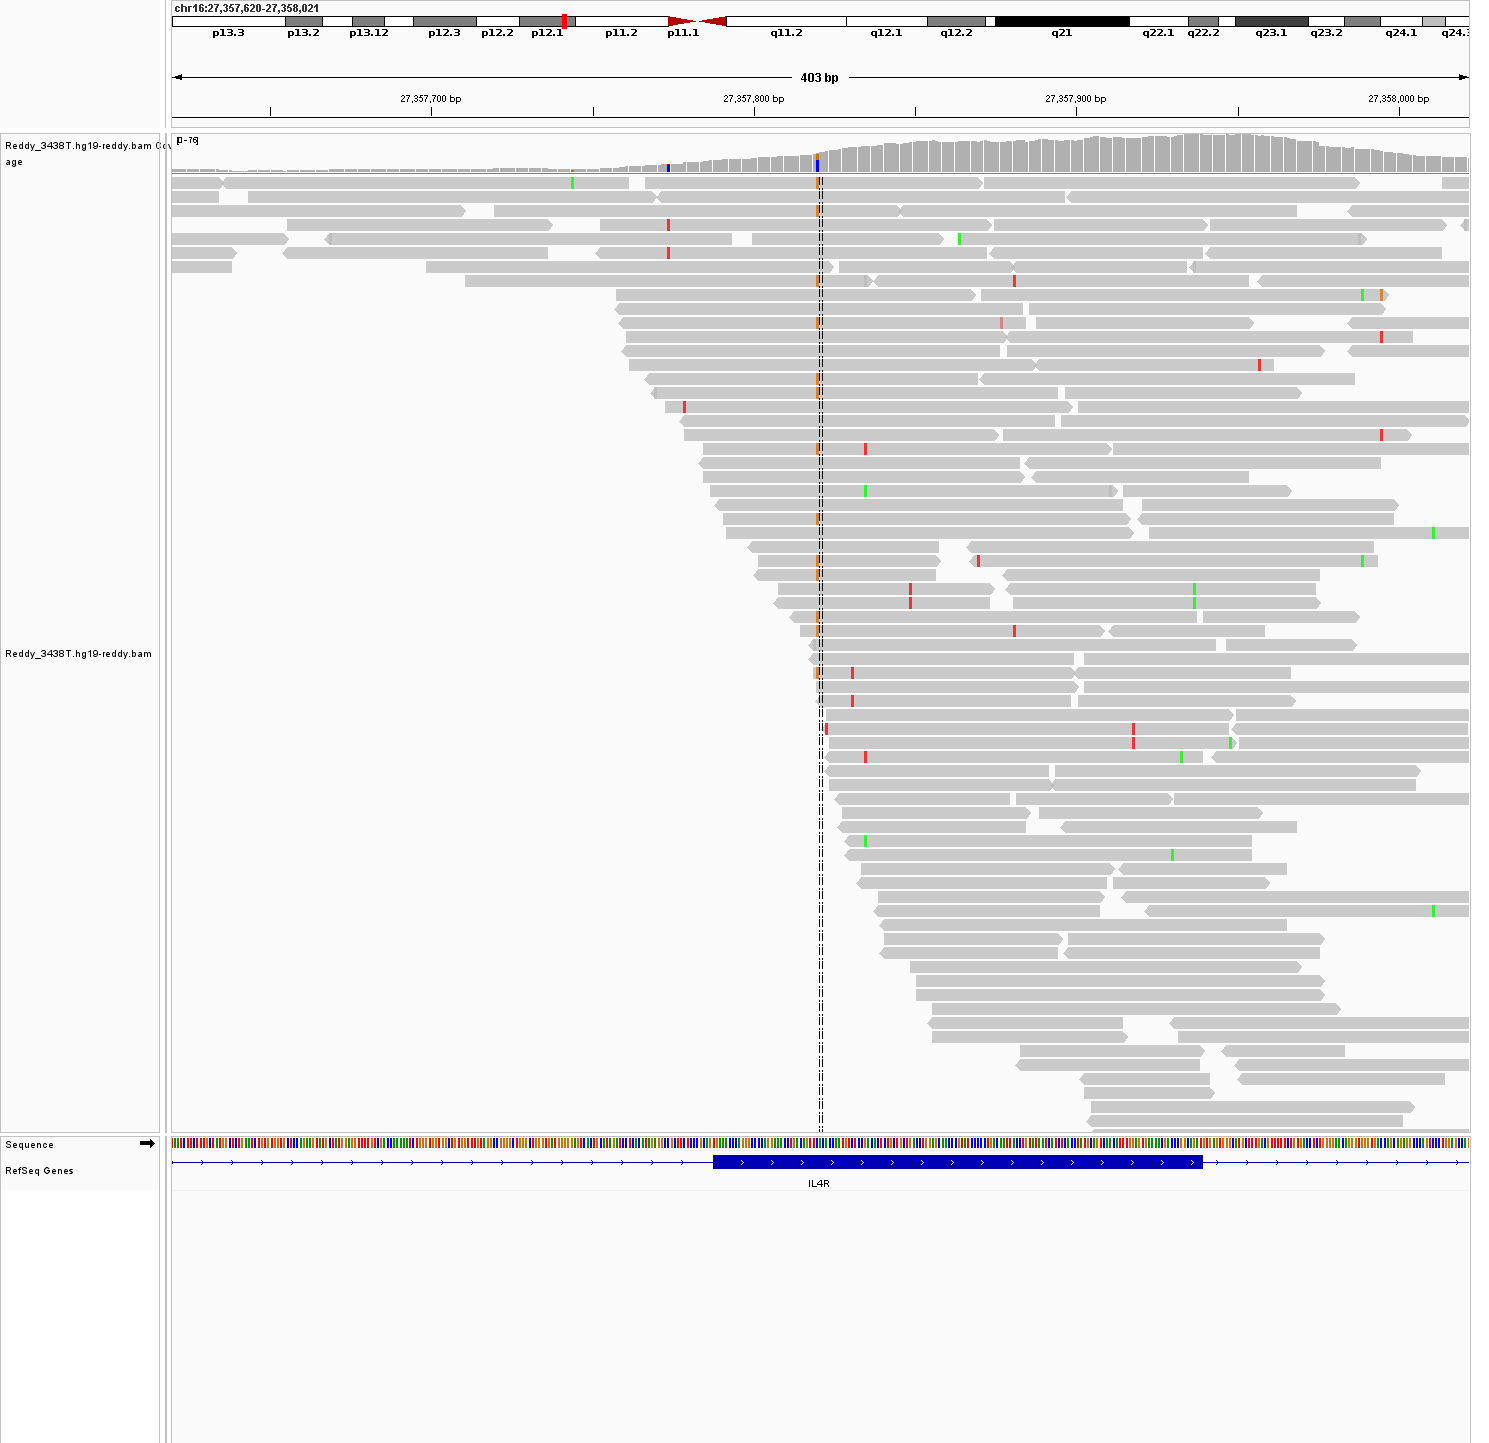 chr16:27,357,620-27,358,021
p13.3 p13.2 p13.12 p12.3 p12.2 p12.1 p11.2 p11.1 q11.2 q12.1 q12.2 q21 q22.1 q22.2 q23.1 q23.2 q24.1 q24.3
403 bp
27,357,700 bp 27,357,800 bp 27,357,900 bp 27,358,000 bp
Reddy_3438T.hg19-reddy.bam Cov
age
[0-76]
Reddy_3438T.hg19-reddy.bam
Sequence
RefSeq Genes
IL4R